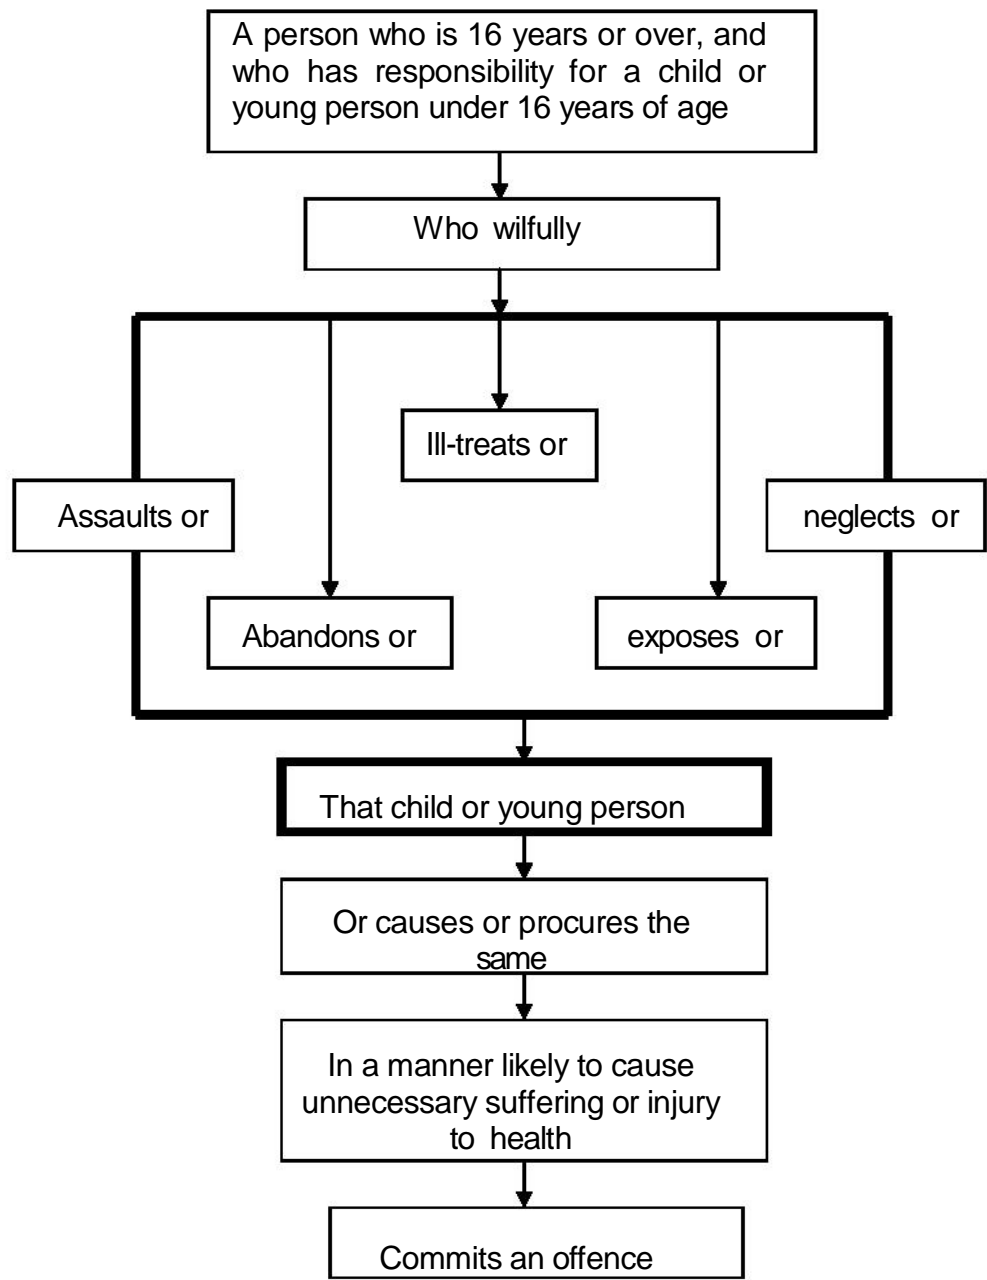 A person who is 16 years or over, and
who has responsibility for a child or
young person under 16 years of age
Who wilfully
Ill-treats or
Assaults or
neglects or
Abandons or
exposes or
That child or young person
Or causes or procures the
same
In a manner likely to cause
unnecessary suffering or injury
to health
Commits an offence